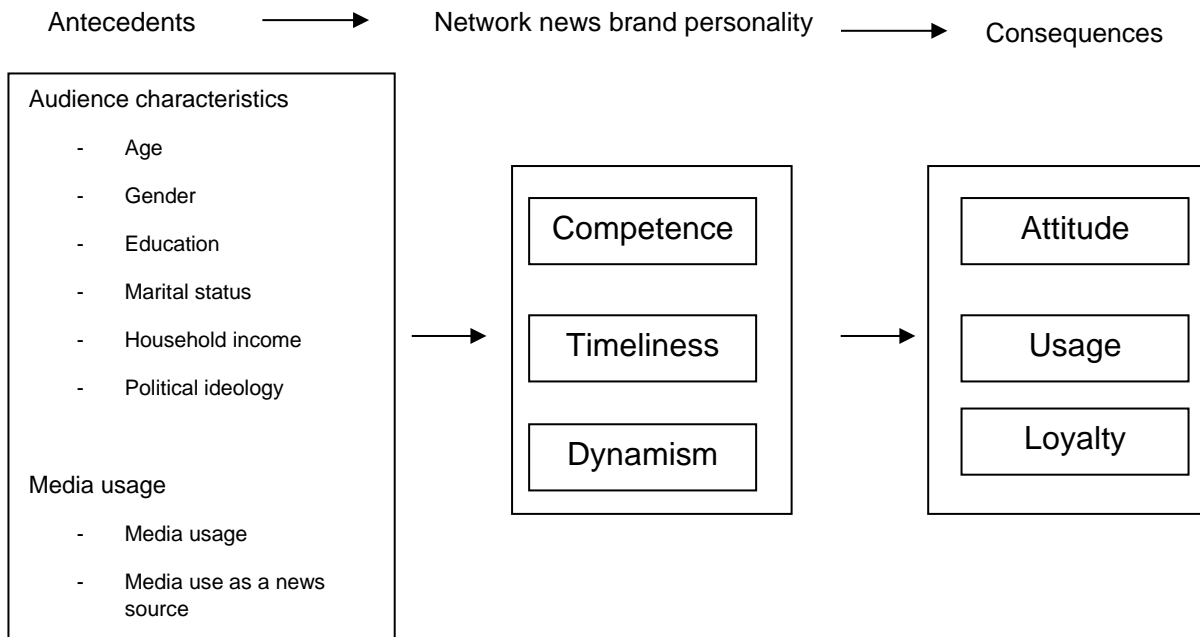 Antecedents
Network news brand personality
Consequences
Audience characteristics
- Age
- Gender
- Education
- Marital status
- Household income
- Political ideology
Media usage
- Media usage
- Media use as a news
source
Competence
Timeliness
Dynamism
Attitude
Usage
Loyalty